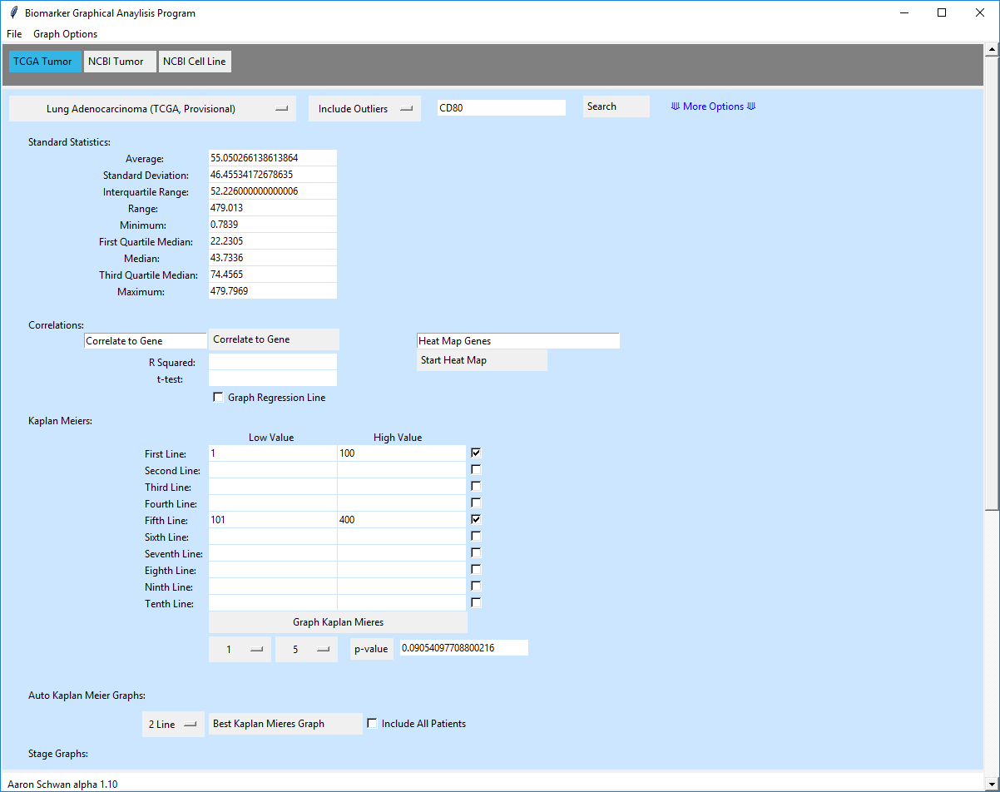 Biomarker Graphical Anaylisis Program
File Graph Options
TCGA Tumor NCBI Tumor NCBI Cell Line
Lung Adenocarcinoma (TCGA, Provisional) Include Outliers CD80 Search More Options
Standard Statistics:
Average: 55.050266138613864
Standard Deviation: 46.45534172678635
Interquartile Range: 52.226000000000006
Range: 479.013
Minimum: 0.7839
First Quartile Median: 22.2305
Median: 43.7336
Third Quartile Median: 74.4565
Maximum: 479.7969
Correlations:
Correlate to Gene Correlate to Gene Heat Map Genes
Start Heat Map
R Squared:
t-test:
Graph Regression Line
Kaplan Meiers:
Low Value High Value
First Line: 1 100
Second Line:
Third Line:
Fourth Line:
Fifth Line: 101 400
Sixth Line:
Seventh Line:
Eighth Line:
Ninth Line:
Tenth Line:
Graph Kaplan Mieres
1 5 p-value 0.09054097708800216
Auto Kaplan Meier Graphs:
2 Line Best Kaplan Mieres Graph Include All Patients
Stage Graphs:
Aaron Schwan alpha 1.10